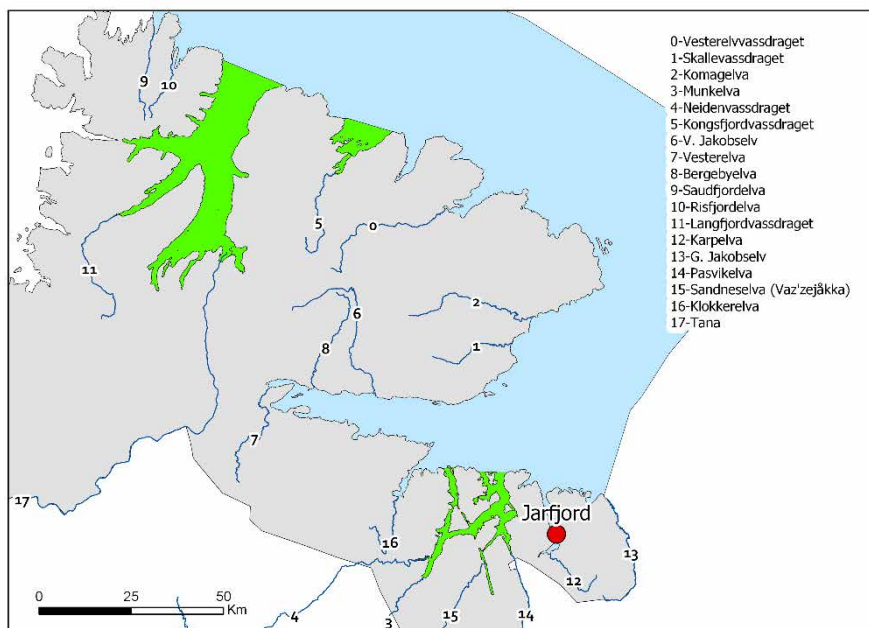 0-Vesterelvvassdraget
1-Skallevassdraget
2-Komagelva
3-Munkelva
4-Neidenvassdraget
5-Kongsfjordvassdraget
6-V. Jakobselv
7-Vesterelva
8-Bergebyelva
9-Saudfjordelva
10-Risfjordelva
11-Langfjordvassdraget
12-Karpelva
13-G. Jakobselv
14-Pasvikelva
15-Sandneselva (Vaz'zejåkka)
16-Klokkerelva
17-Tana
9
10
5
0
11
6
2
8
1
7
17
Jarfjord
16
13
12
0 25 50
Km
4
3
15
14